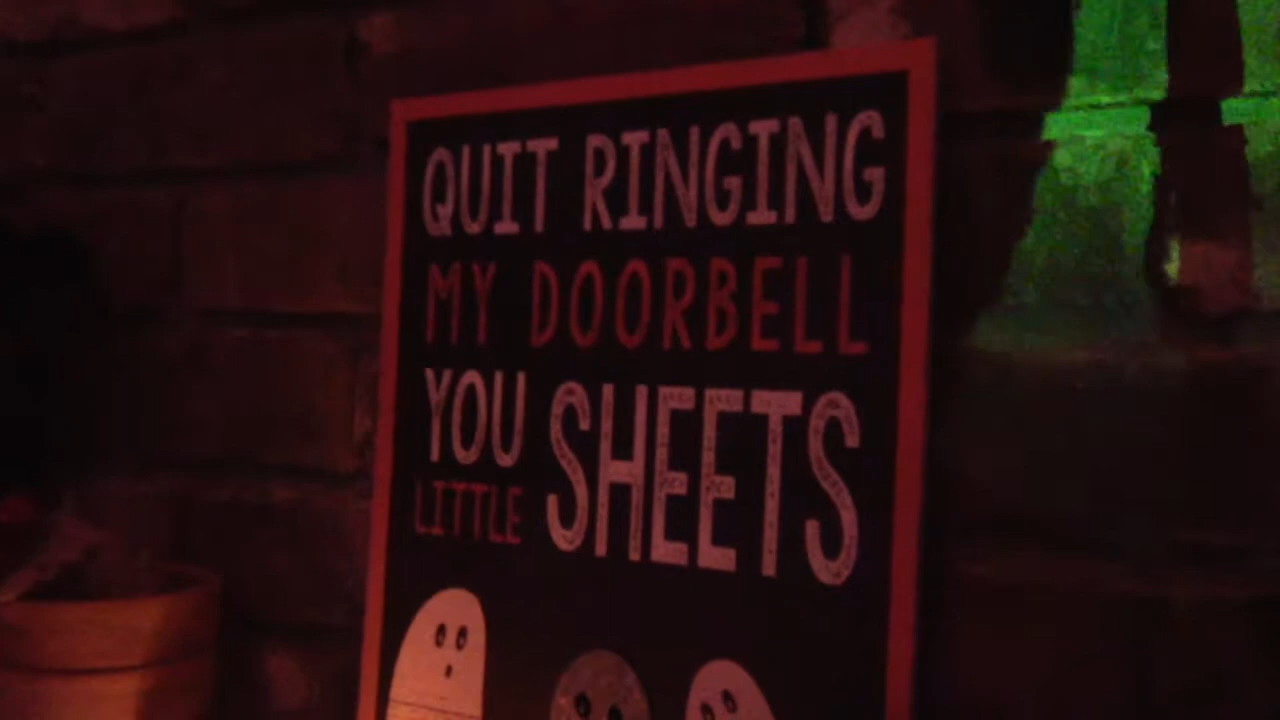 QUIT RINGING
MY DOORBELL
YOU
LITTLE
SHEETS